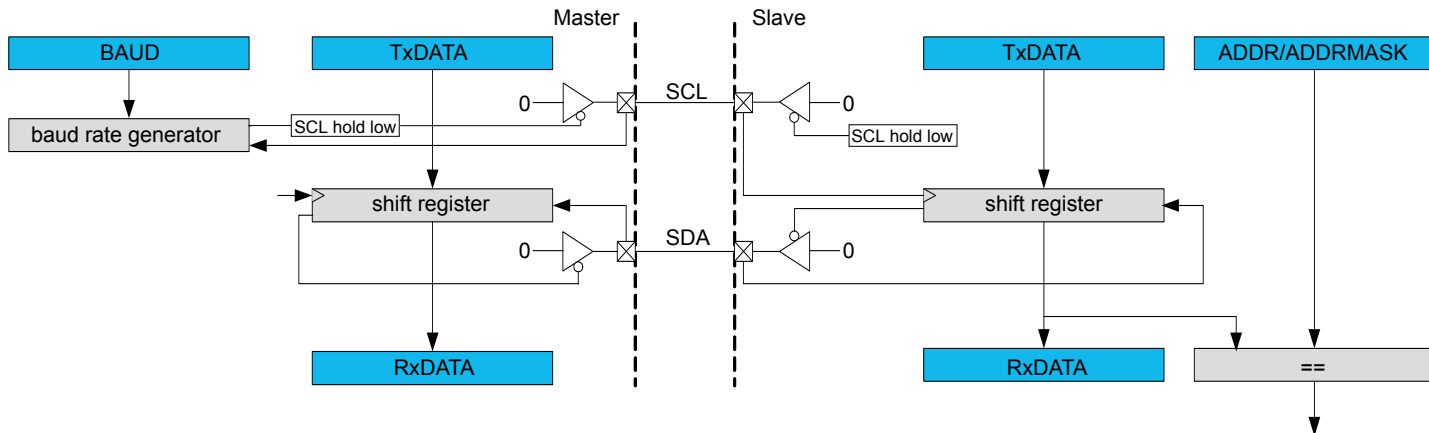 Master
Slave
BAUD
TxDATA
TxDATA
ADDR/ADDRMASK
0
SCL
0
baud rate generator
SCL hold low
SCL hold low
shift register
shift register
0
SDA
0
RxDATA
RxDATA
==